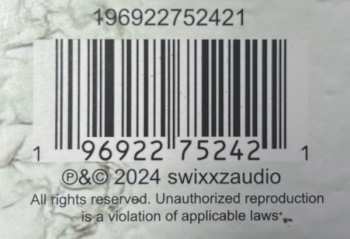 196922752421
1 96922 75242 1
℗&© 2024 swixxzaudio
All rights reserved. Unauthorized reproduction
is a violation of applicable laws.